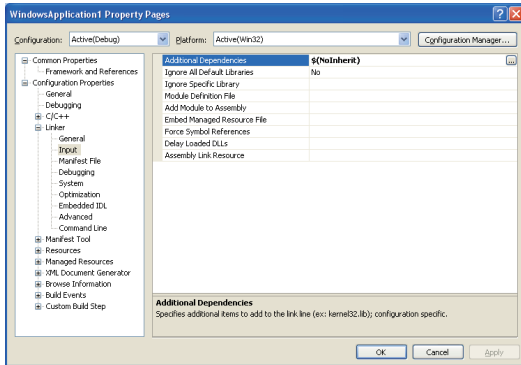 WindowsApplication1 Property Pages
Configuration: Active(Debug) Platform: Active(Win32) Configuration Manager...
Common Properties
Framework and References
Configuration Properties
General
Debugging
C/C++
Linker
General
Input
Manifest File
Debugging
System
Optimization
Embedded IDL
Advanced
Command Line
Manifest Tool
Resources
Managed Resources
XML Document Generator
Browse Information
Build Events
Custom Build Step
Additional Dependencies $(NoInherit) ...
Ignore All Default Libraries No
Ignore Specific Library
Module Definition File
Add Module to Assembly
Embed Managed Resource File
Force Symbol References
Delay Loaded DLLs
Assembly Link Resource
Additional Dependencies
Specifies additional items to add to the link line (ex: kernel32.lib); configuration specific.
OK Cancel Apply